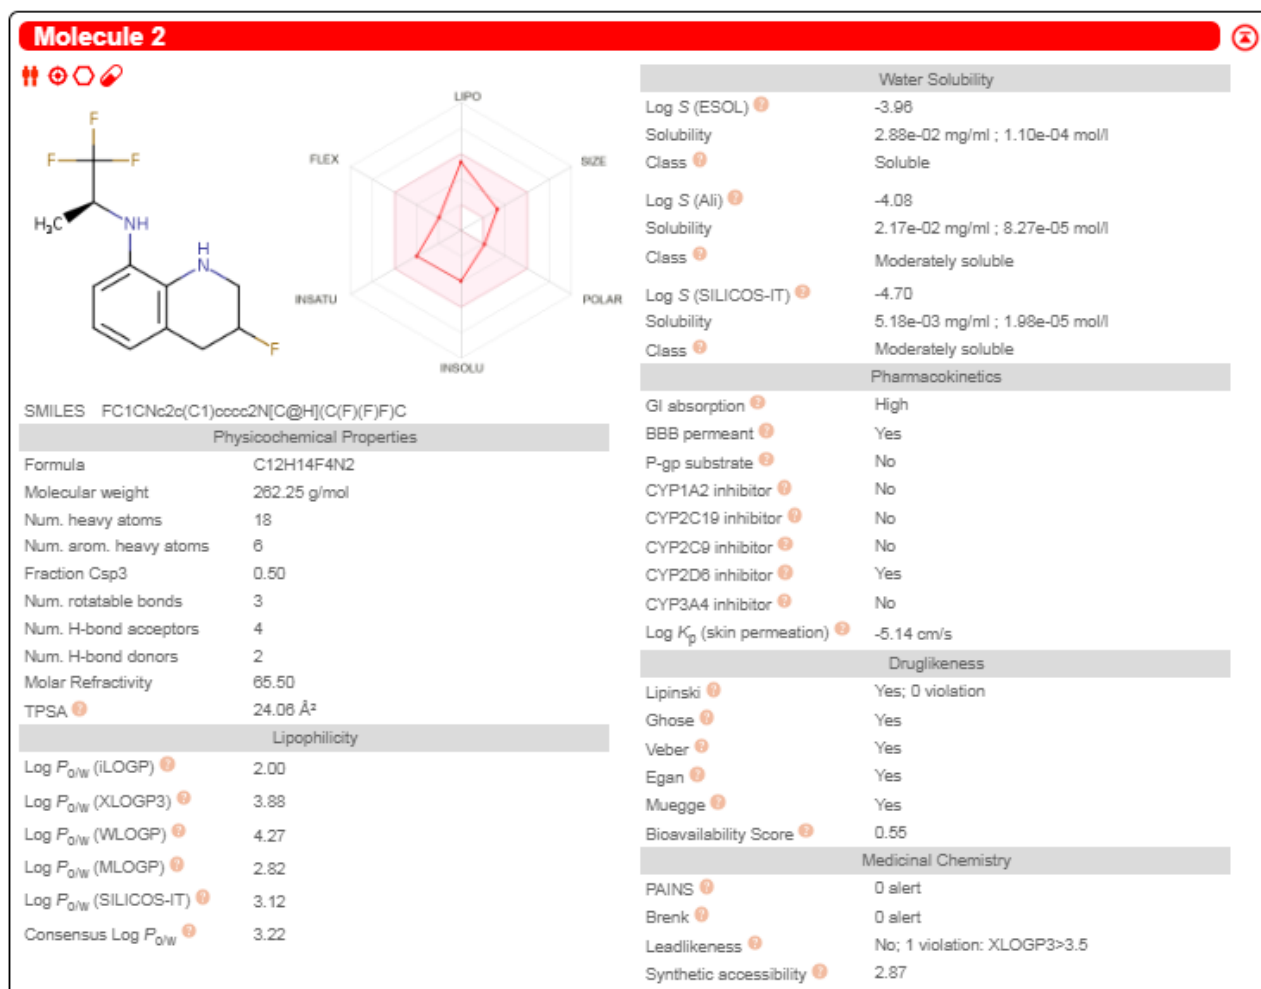 Molecule 2
F
F
F
H₃C
NH
H
N
F
LIPO
FLEX
SIZE
INSATU
POLAR
INSOLU
SMILES FC1CNc2c(C1)cccc2N[C@H](C(F)(F)F)C
Physicochemical Properties
Formula C12H14F4N2
Molecular weight 262.25 g/mol
Num. heavy atoms 18
Num. arom. heavy atoms 6
Fraction Csp3 0.50
Num. rotatable bonds 3
Num. H-bond acceptors 4
Num. H-bond donors 2
Molar Refractivity 65.50
TPSA ? 24.06 Å²
Lipophilicity
Log Po/w (iLOGP) ? 2.00
Log Po/w (XLOGP3) ? 3.88
Log Po/w (WLOGP) ? 4.27
Log Po/w (MLOGP) ? 2.82
Log Po/w (SILICOS-IT) ? 3.12
Consensus Log Po/w ? 3.22
Water Solubility
Log S (ESOL) ? -3.96
Solubility 2.88e-02 mg/ml ; 1.10e-04 mol/l
Class ? Soluble
Log S (Ali) ? -4.08
Solubility 2.17e-02 mg/ml ; 8.27e-05 mol/l
Class ? Moderately soluble
Log S (SILICOS-IT) ? -4.70
Solubility 5.18e-03 mg/ml ; 1.98e-05 mol/l
Class ? Moderately soluble
Pharmacokinetics
GI absorption ? High
BBB permeant ? Yes
P-gp substrate ? No
CYP1A2 inhibitor ? No
CYP2C19 inhibitor ? No
CYP2C9 inhibitor ? No
CYP2D6 inhibitor ? Yes
CYP3A4 inhibitor ? No
Log Kp (skin permeation) ? -5.14 cm/s
Druglikeness
Lipinski ? Yes; 0 violation
Ghose ? Yes
Veber ? Yes
Egan ? Yes
Muegge ? Yes
Bioavailability Score ? 0.55
Medicinal Chemistry
PAINS ? 0 alert
Brenk ? 0 alert
Leadlikeness ? No; 1 violation: XLOGP3>3.5
Synthetic accessibility ? 2.87